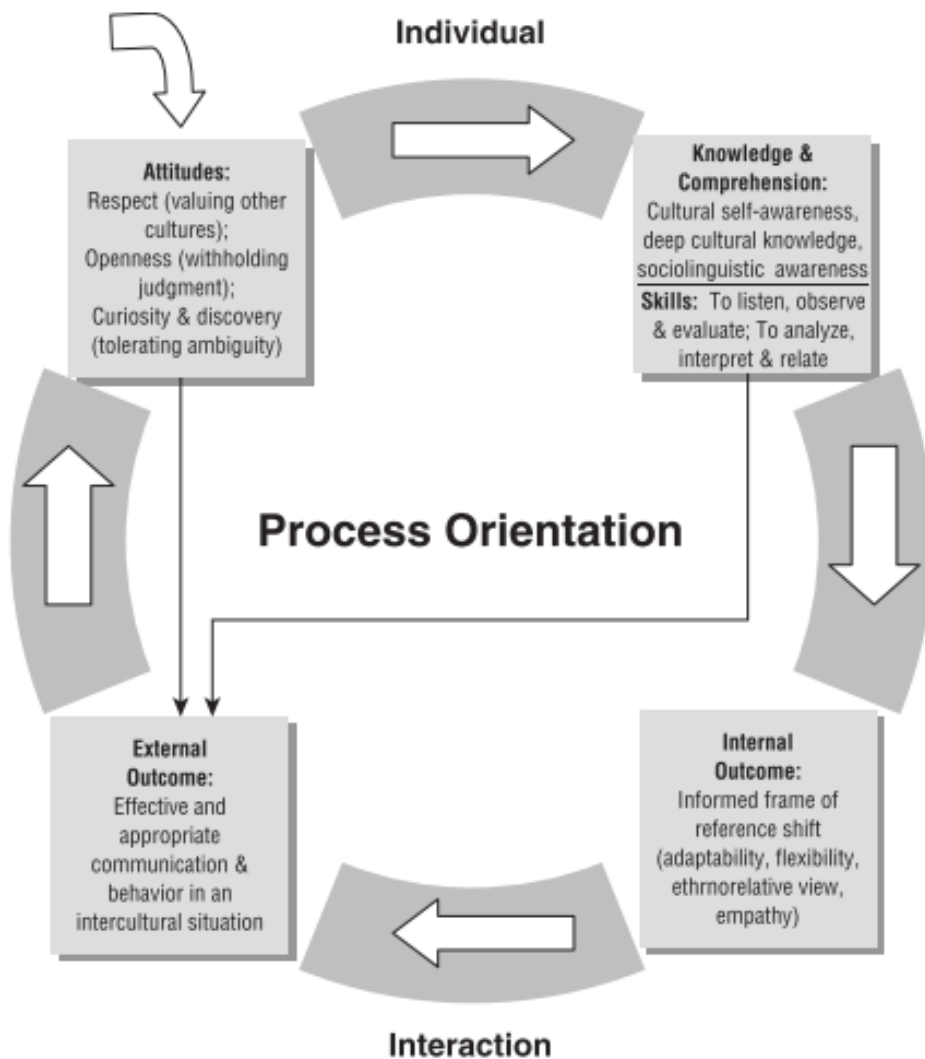 Individual
Attitudes:
Respect (valuing other
cultures);
Openness (withholding
judgment);
Curiosity & discovery
(tolerating ambiguity)
Knowledge &
Comprehension:
Cultural self-awareness,
deep cultural knowledge,
sociolinguistic awareness
Skills: To listen, observe
& evaluate; To analyze,
interpret & relate
Process Orientation
External
Outcome:
Effective and
appropriate
communication &
behavior in an
intercultural situation
Internal
Outcome:
Informed frame of
reference shift
(adaptability, flexibility,
ethrnorelative view,
empathy)
Interaction